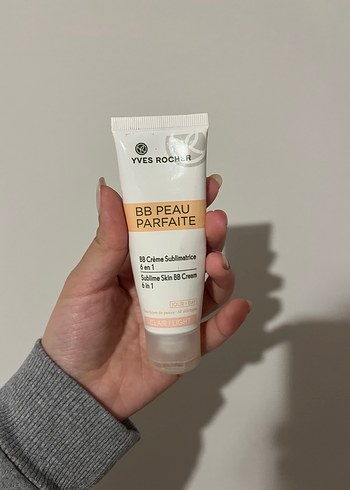 YVES ROCHER
BB PEAU
PARFAITE
BB Crème Sublimatrice
6 en 1
Sublime Skin BB Cream
6 in 1